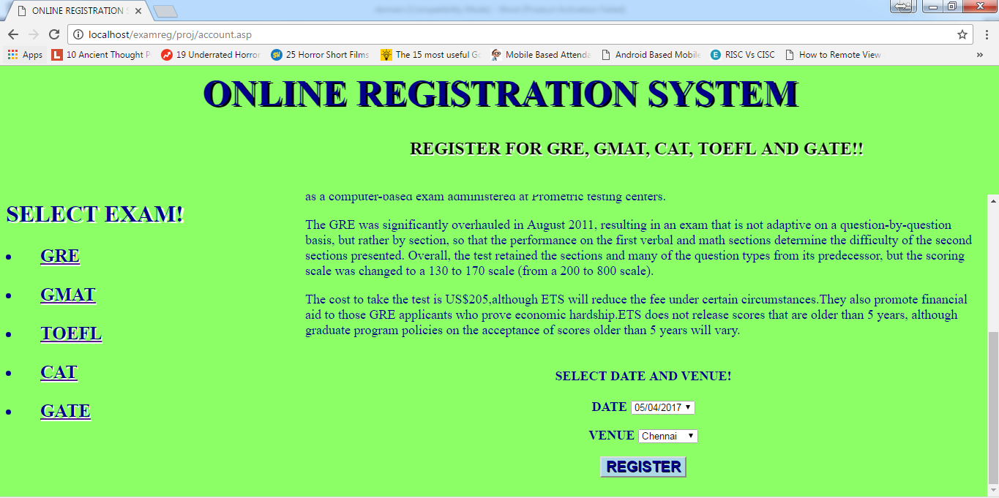 ONLINE REGISTRATION S
localhost/examreg/proj/account.asp
Apps 10 Ancient Thought P 19 Underrated Horror 25 Horror Short Films The 15 most useful Go Mobile Based Attenda Android Based Mobile RISC Vs CISC How to Remote View
ONLINE REGISTRATION SYSTEM
REGISTER FOR GRE, GMAT, CAT, TOEFL AND GATE!!
SELECT EXAM!
GRE
GMAT
TOEFL
CAT
GATE
as a computer-based exam administered at Prometric testing centers.
The GRE was significantly overhauled in August 2011, resulting in an exam that is not adaptive on a question-by-question
basis, but rather by section, so that the performance on the first verbal and math sections determine the difficulty of the second
sections presented. Overall, the test retained the sections and many of the question types from its predecessor, but the scoring
scale was changed to a 130 to 170 scale (from a 200 to 800 scale).
The cost to take the test is US$205,although ETS will reduce the fee under certain circumstances.They also promote financial
aid to those GRE applicants who prove economic hardship.ETS does not release scores that are older than 5 years, although
graduate program policies on the acceptance of scores older than 5 years will vary.
SELECT DATE AND VENUE!
DATE 05/04/2017
VENUE Chennai
REGISTER